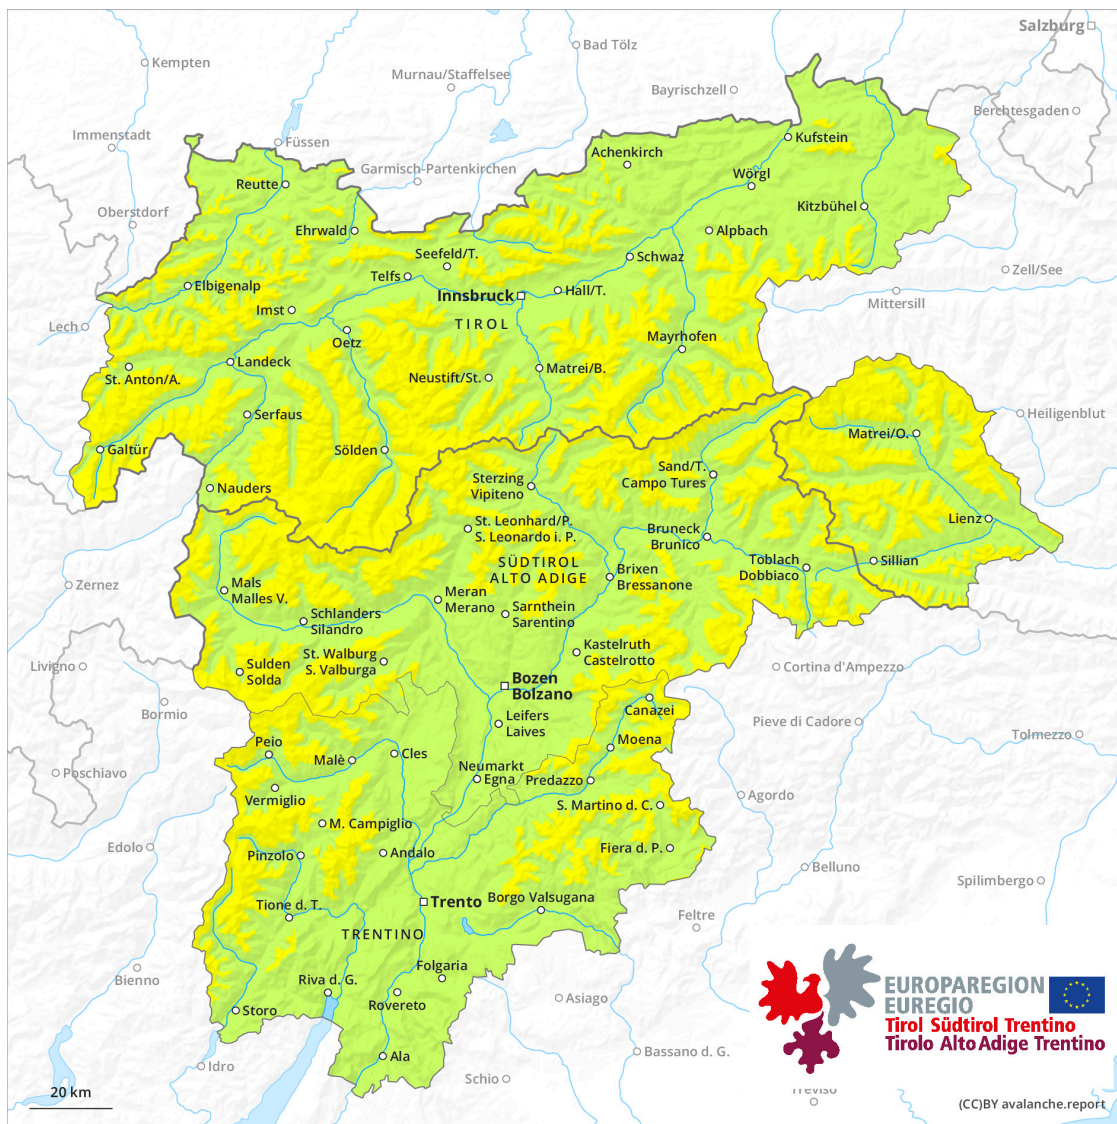 Salzburg
Bad Tölz
Kempten
Murnau/Staffelsee
Bayrischzell
Berchtesgaden
Immenstadt
Füssen
Kufstein
Achenkirch
Garmisch-Partenkirchen
Wörgl
Reutte
Oberstdorf
Kitzbühel
Ehrwald
Alpbach
Seefeld/T.
Schwaz
Zell/See
Telfs
Elbigenalp
Innsbruck
Hall/T.
Mittersill
Imst
TIROL
Lech
Oetz
Mayrhofen
Landeck
Matrei/B.
St. Anton/A.
Neustift/St.
Serfaus
Heiligenblut
Matrei/O.
Galtür
Sölden
Sand/T.
Campo Tures
Sterzing
Vipiteno
Nauders
Lienz
St. Leonhard/P.
S. Leonardo i. P.
Bruneck
Brunico
SÜDTIROL
ALTO ADIGE
Toblach
Dobbiaco
Sillian
Zernez
Mals
Malles V.
Brixen
Bressanone
Meran
Merano
Sarnthein
Sarentino
Schlanders
Silandro
Kastelruth
Castelrotto
St. Walburg
S. Valburga
Livigno
Sulden
Solda
Cortina d'Ampezzo
Bozen
Bolzano
Bormio
Canazei
Leifers
Laives
Pieve di Cadore
Tolmezzo
Peio
Moena
Malè
Cles
Poschiavo
Neumarkt
Egna
Predazzo
Vermiglio
Agordo
S. Martino d. C.
M. Campiglio
Edolo
Pinzolo
Andalo
Fiera d. P.
Belluno
Spilimbergo
Tione d. T.
Trento
Borgo Valsugana
Feltre
TRENTINO
Folgaria
Bienno
Riva d. G.
Asiago
Storo
Rovereto
EUROPAREGION
EUREGIO
Tirol Südtirol Trentino
Tirolo Alto Adige Trentino
Ala
Idro
Schio
Bassano d. G.
Treviso
20 km
(CC)BY avalanche.report